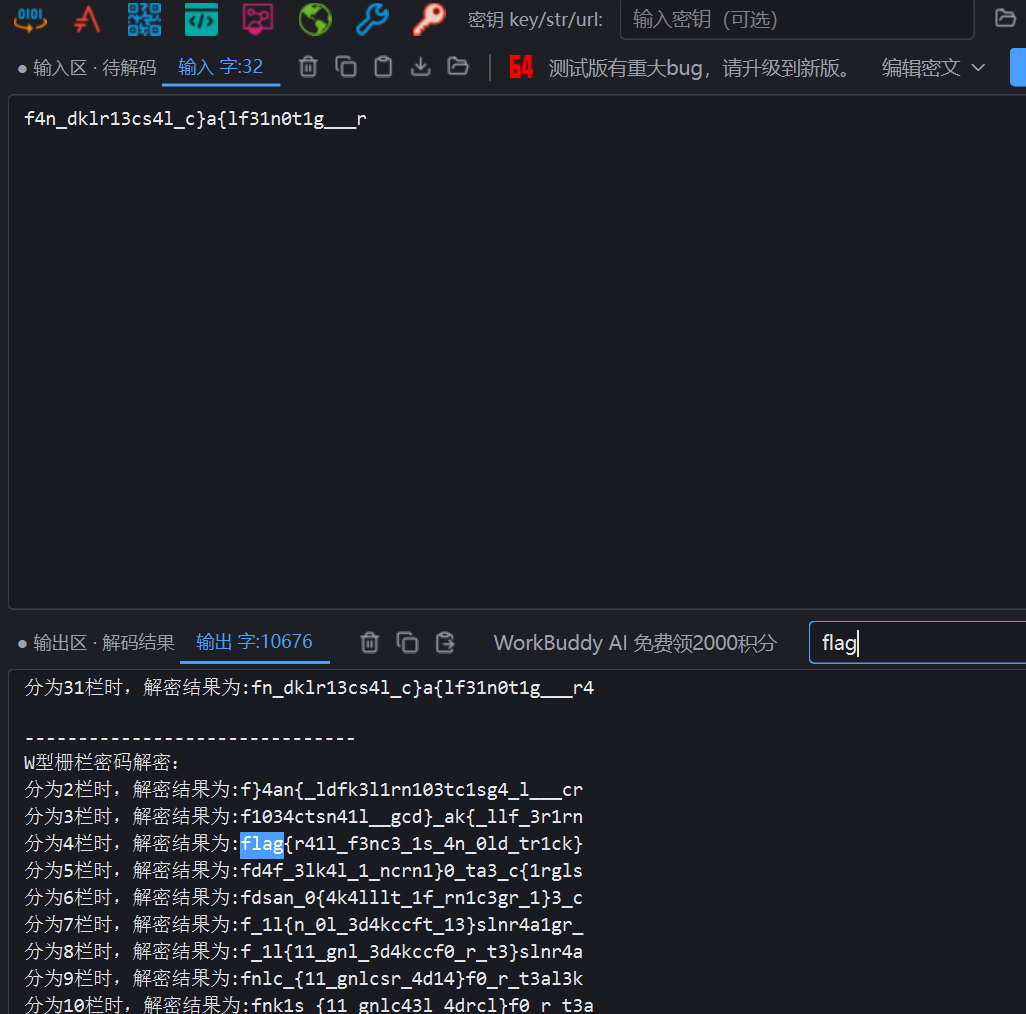 0101
密钥 key/str/url:
输入密钥（可选）
● 输入区 · 待解码
输入 字:32
64
测试版有重大bug，请升级到新版。
编辑密文
f4n_dklr13cs4l_c}a{lf31n0t1g___r
● 输出区 · 解码结果
输出 字:10676
WorkBuddy AI 免费领2000积分
flag
分为31栏时，解密结果为:fn_dklr13cs4l_c}a{lf31n0t1g___r4
-------------------------------
W型栅栏密码解密：
分为2栏时，解密结果为:f}4an{_ldfk3l1rn103tc1sg4_l___cr
分为3栏时，解密结果为:f1034ctsn41l__gcd}_ak{_llf_3r1rn
分为4栏时，解密结果为:flag{r41l_f3nc3_1s_4n_0ld_tr1ck}
分为5栏时，解密结果为:fd4f_3lk4l_1_ncrn1}0_ta3_c{1rgls
分为6栏时，解密结果为:fdsan_0{4k4lllt_1f_rn1c3gr_1}3_c
分为7栏时，解密结果为:f_1l{n_0l_3d4kccft_13}slnr4a1gr_
分为8栏时，解密结果为:f_1l{11_gnl_3d4kccf0_r_t3}slnr4a
分为9栏时，解密结果为:fnlc_{11_gnlcsr_4d14}f0_r_t3al3k
分为10栏时，解密结果为:fnk1s_{11_gnlc43l_4drcl}f0_r_t3a